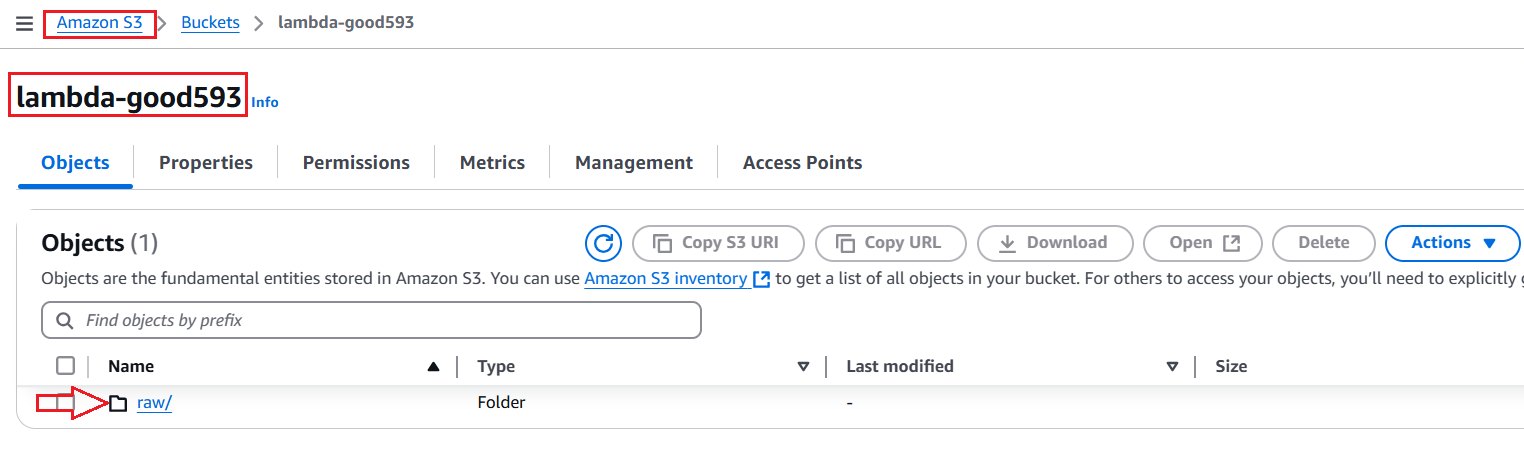 Amazon S3 > Buckets > lambda-good593
lambda-good593 Info
Objects Properties Permissions Metrics Management Access Points
Objects (1) Copy S3 URI Copy URL Download Open Delete Actions
Objects are the fundamental entities stored in Amazon S3. You can use Amazon S3 inventory to get a list of all objects in your bucket. For others to access your objects, you'll need to explicitly
Find objects by prefix
Name Type Last modified Size
raw/ Folder -